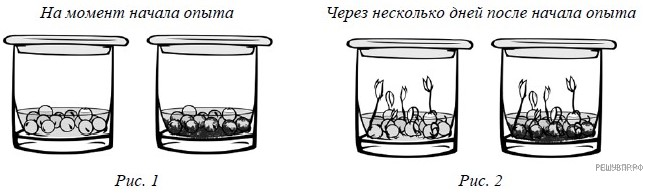 На момент начала опыта
Через несколько дней после начала опыта
РЕШУВПР.РФ
Рис. 1
Рис. 2